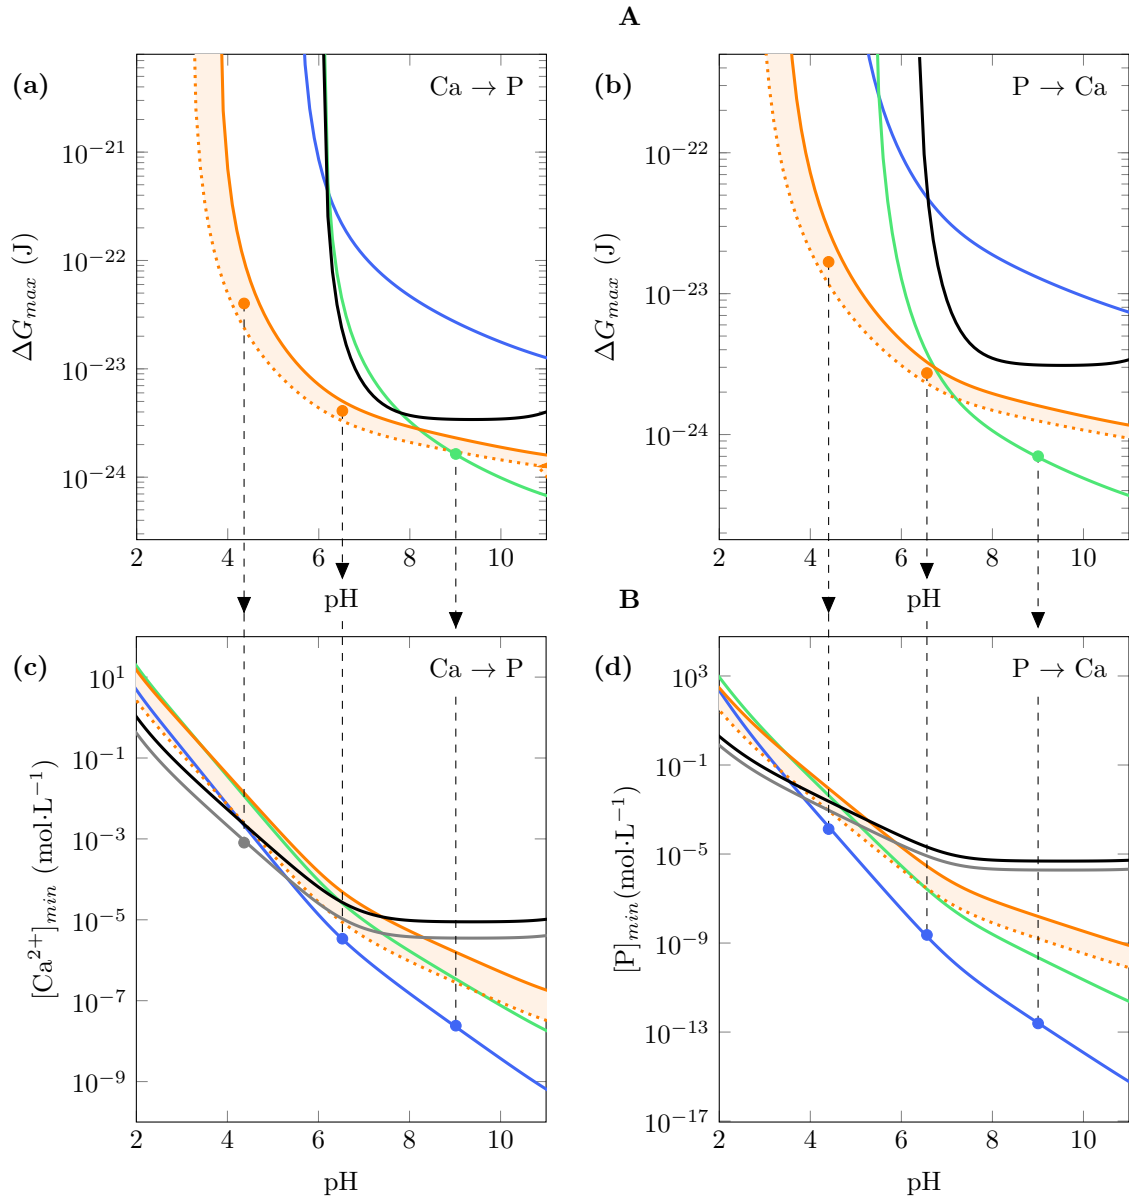 A
(a)
Ca → P
10^−21
10^−22
10^−23
10^−24
ΔG_max (J)
2 4 6 8 10
pH
(b)
P → Ca
10^−22
10^−23
10^−24
ΔG_max (J)
2 4 6 8 10
pH
B
(c)
Ca → P
10^1
10^−1
10^−3
10^−5
10^−7
10^−9
[Ca^2+]_min (mol·L^−1)
2 4 6 8 10
pH
(d)
P → Ca
10^3
10^−1
10^−5
10^−9
10^−13
10^−17
[P]_min(mol·L^−1)
2 4 6 8 10
pH